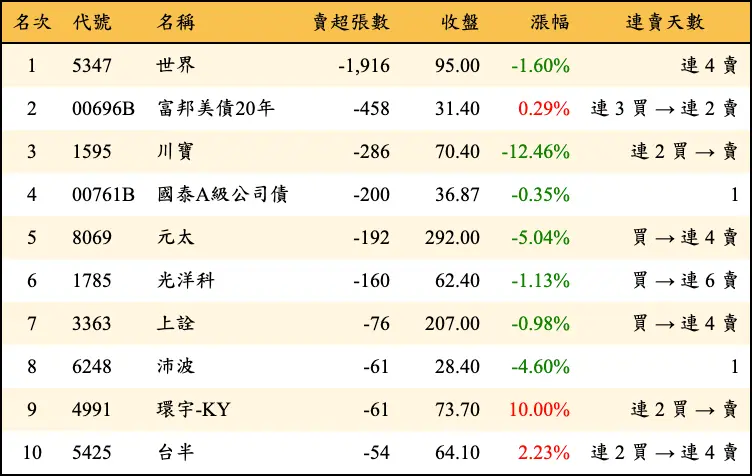 名次 代號 名稱 賣超張數 收盤 漲幅 連賣天數
1 5347 世界 -1,916 95.00 -1.60% 連 4 賣
2 00696B 富邦美債20年 -458 31.40 0.29% 連 3 買 → 連 2 賣
3 1595 川寶 -286 70.40 -12.46% 連 2 買 → 賣
4 00761B 國泰A級公司債 -200 36.87 -0.35% 1
5 8069 元太 -192 292.00 -5.04% 買 → 連 4 賣
6 1785 光洋科 -160 62.40 -1.13% 買 → 連 6 賣
7 3363 上詮 -76 207.00 -0.98% 買 → 連 4 賣
8 6248 沛波 -61 28.40 -4.60% 1
9 4991 環宇-KY -61 73.70 10.00% 連 2 買 → 賣
10 5425 台半 -54 64.10 2.23% 連 2 買 → 連 4 賣